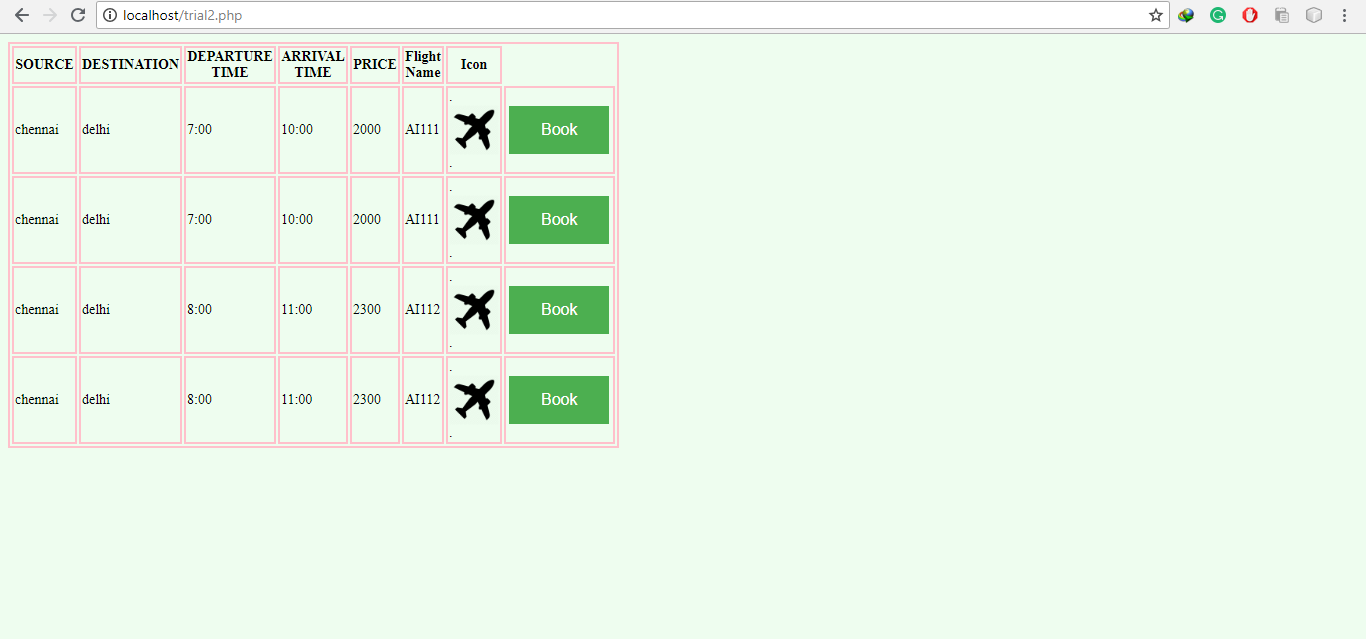 localhost/trial2.php
SOURCE DESTINATION DEPARTURE TIME ARRIVAL TIME PRICE Flight Name Icon
chennai delhi 7:00 10:00 2000 AI111 . . Book
chennai delhi 7:00 10:00 2000 AI111 . . Book
chennai delhi 8:00 11:00 2300 AI112 . . Book
chennai delhi 8:00 11:00 2300 AI112 . . Book